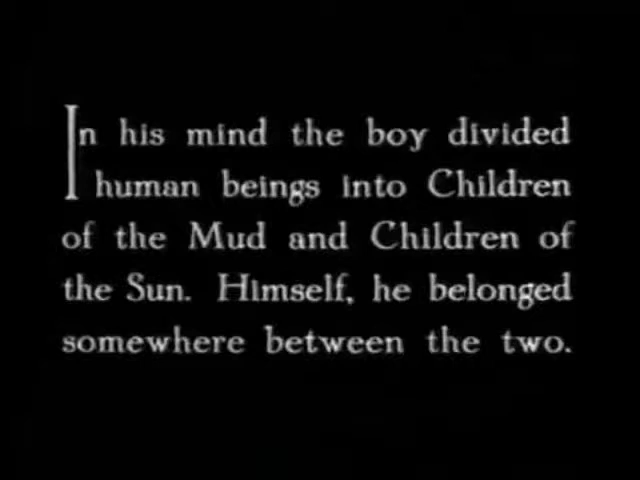 In his mind the boy divided
human beings into Children
of the Mud and Children of
the Sun. Himself, he belonged
somewhere between the two.